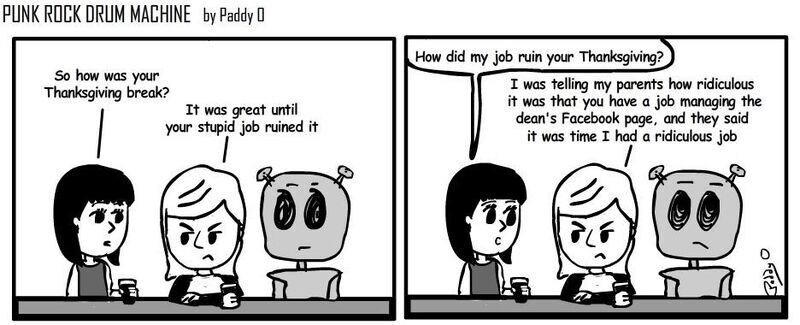 PUNK ROCK DRUM MACHINE by Paddy O
So how was your
Thanksgiving break?
It was great until
your stupid job ruined it
How did my job ruin your Thanksgiving?
I was telling my parents how ridiculous
it was that you have a job managing the
dean's Facebook page, and they said
it was time I had a ridiculous job
Paddy O